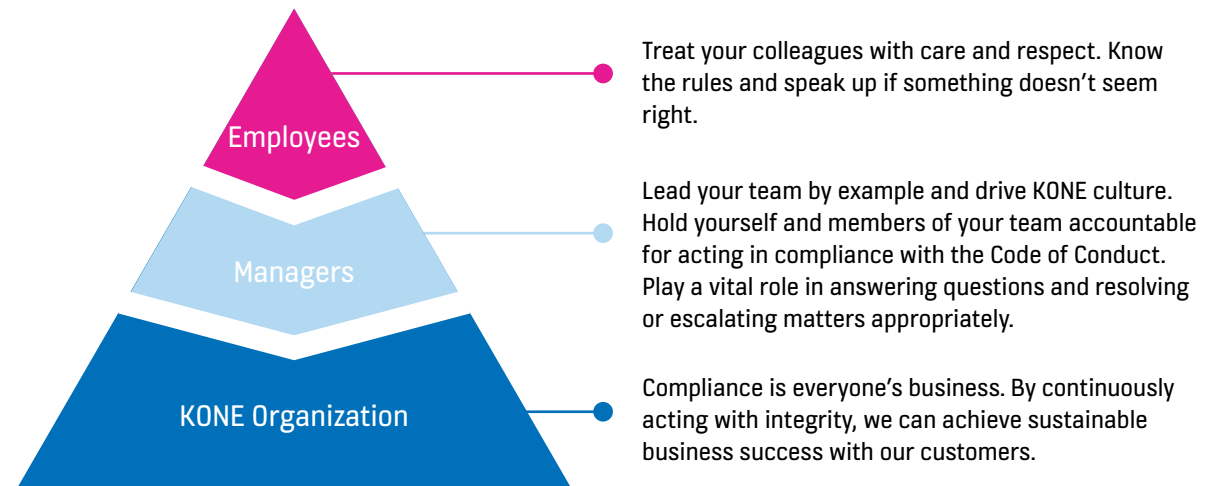 Employees
Treat your colleagues with care and respect. Know
the rules and speak up if something doesn’t seem
right.
Managers
Lead your team by example and drive KONE culture.
Hold yourself and members of your team accountable
for acting in compliance with the Code of Conduct.
Play a vital role in answering questions and resolving
or escalating matters appropriately.
KONE Organization
Compliance is everyone’s business. By continuously
acting with integrity, we can achieve sustainable
business success with our customers.